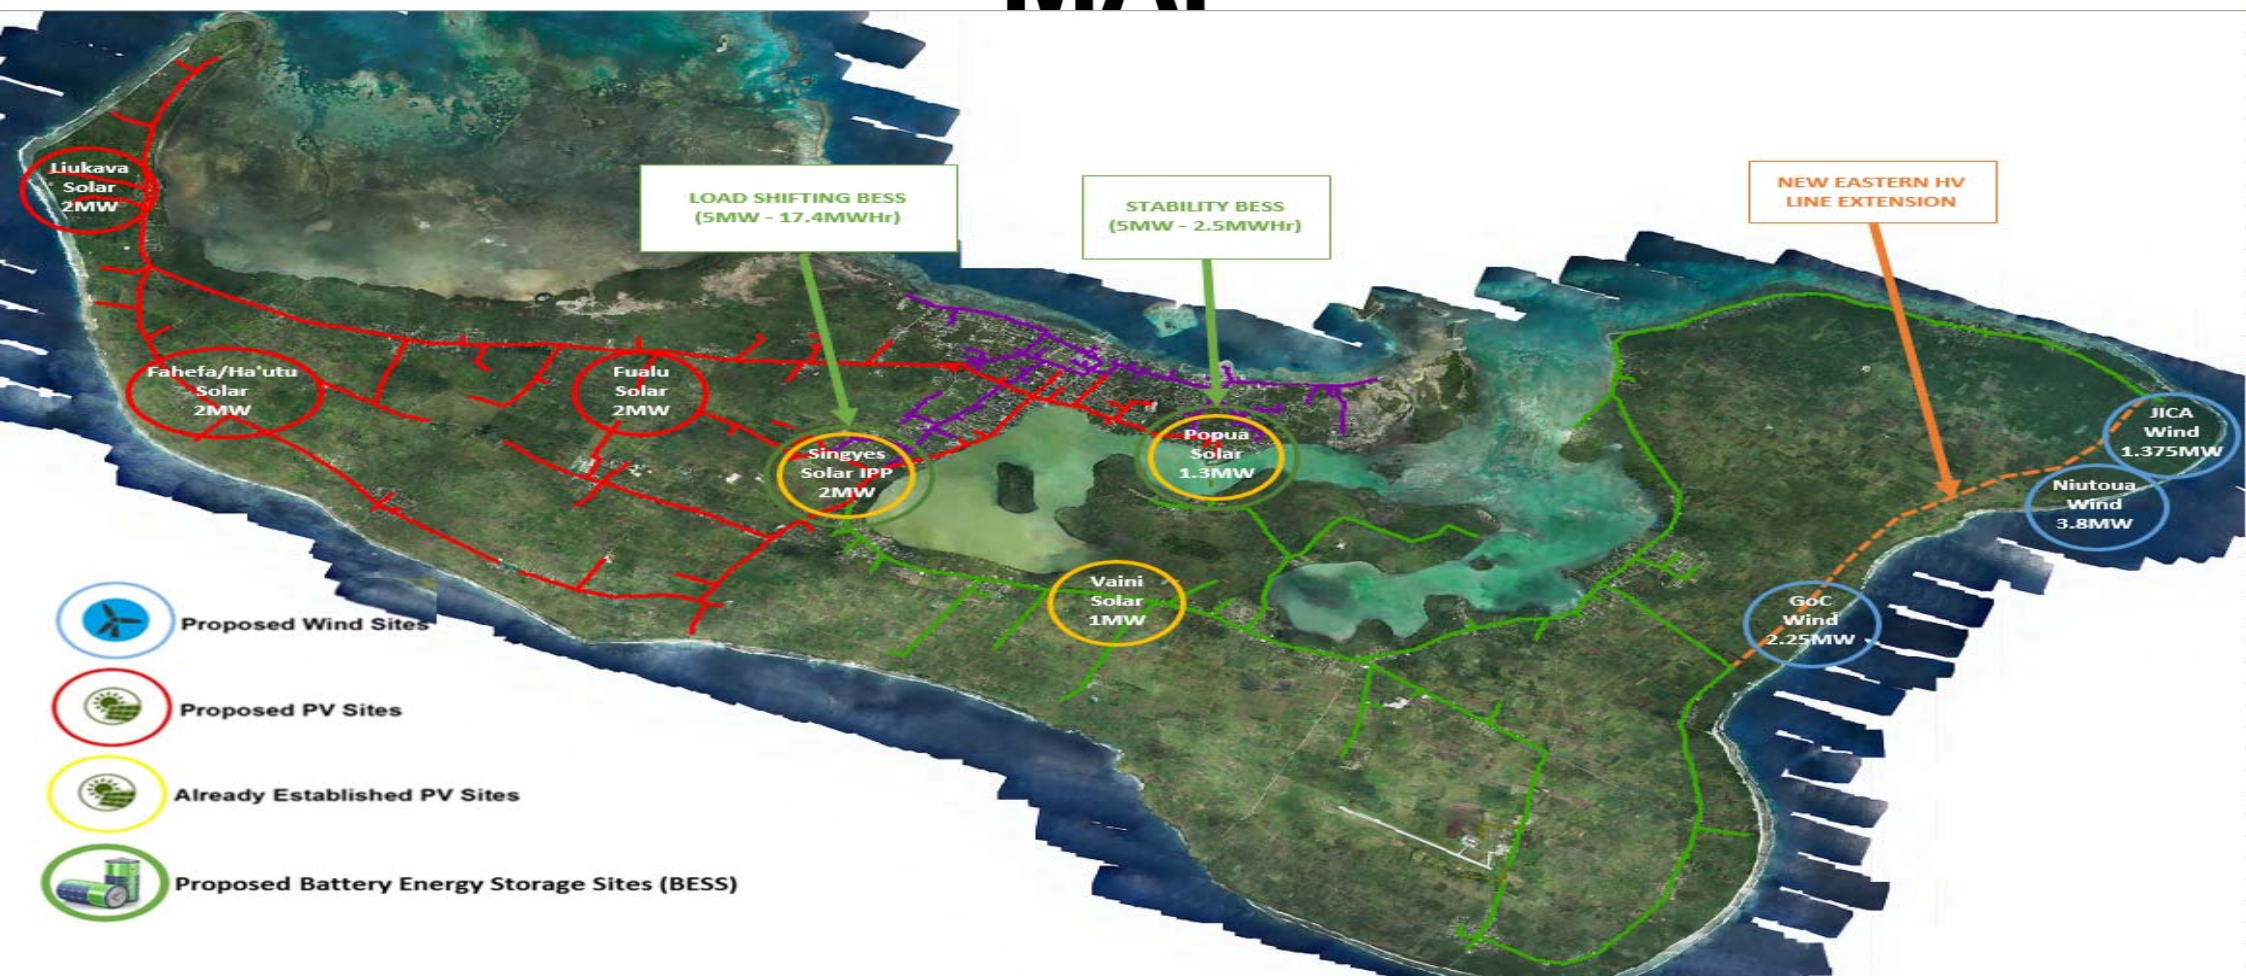 MAP
Liukava
Solar
2MW
LOAD SHIFTING BESS
(5MW - 17.4MWHr)
STABILITY BESS
(5MW - 2.5MWHr)
NEW EASTERN HV
LINE EXTENSION
Fahefa/Ha'utu
Solar
2MW
Fualu
Solar
2MW
Singyes
Solar IPP
2MW
Popua
Solar
1.3MW
JICA
Wind
1.375MW
Niutoua
Wind
3.8MW
Vaini
Solar
1MW
GoC
Wind
2.25MW
Proposed Wind Sites
Proposed PV Sites
Already Established PV Sites
Proposed Battery Energy Storage Sites (BESS)